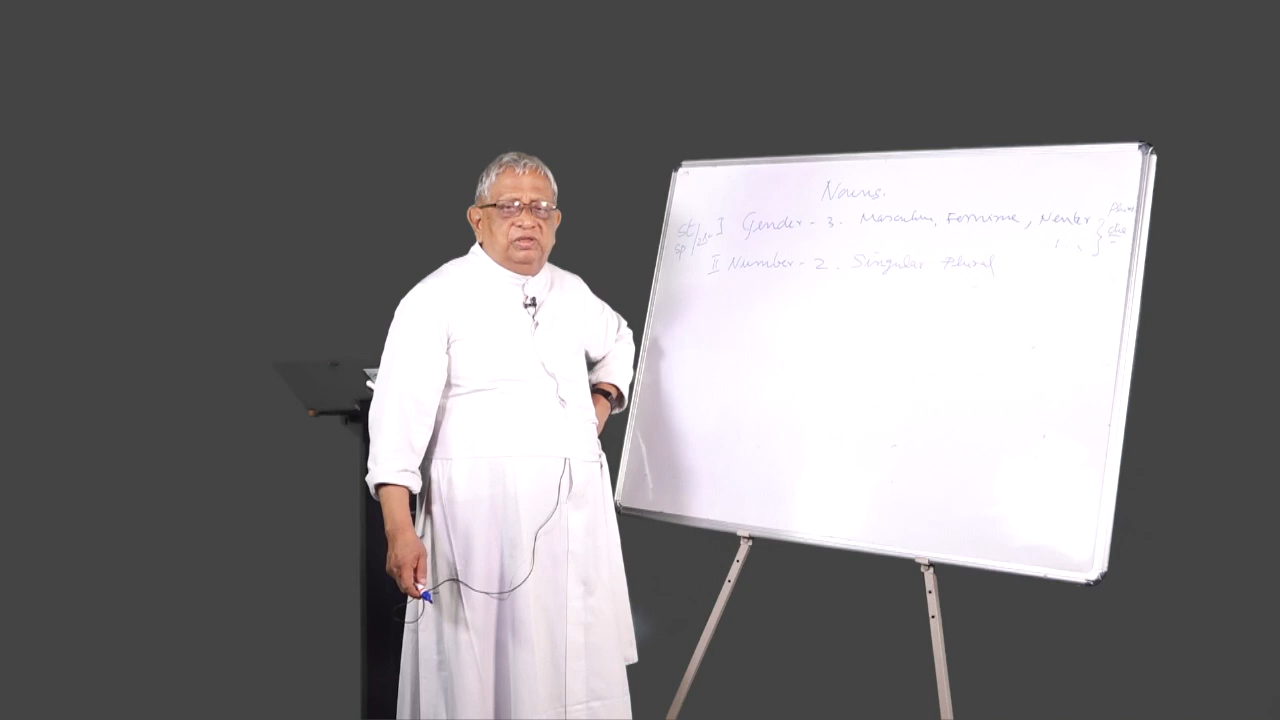 Nouns.
I Gender - 3. Masculine, Feminine, Neuter }
II Number - 2. Singular Plural